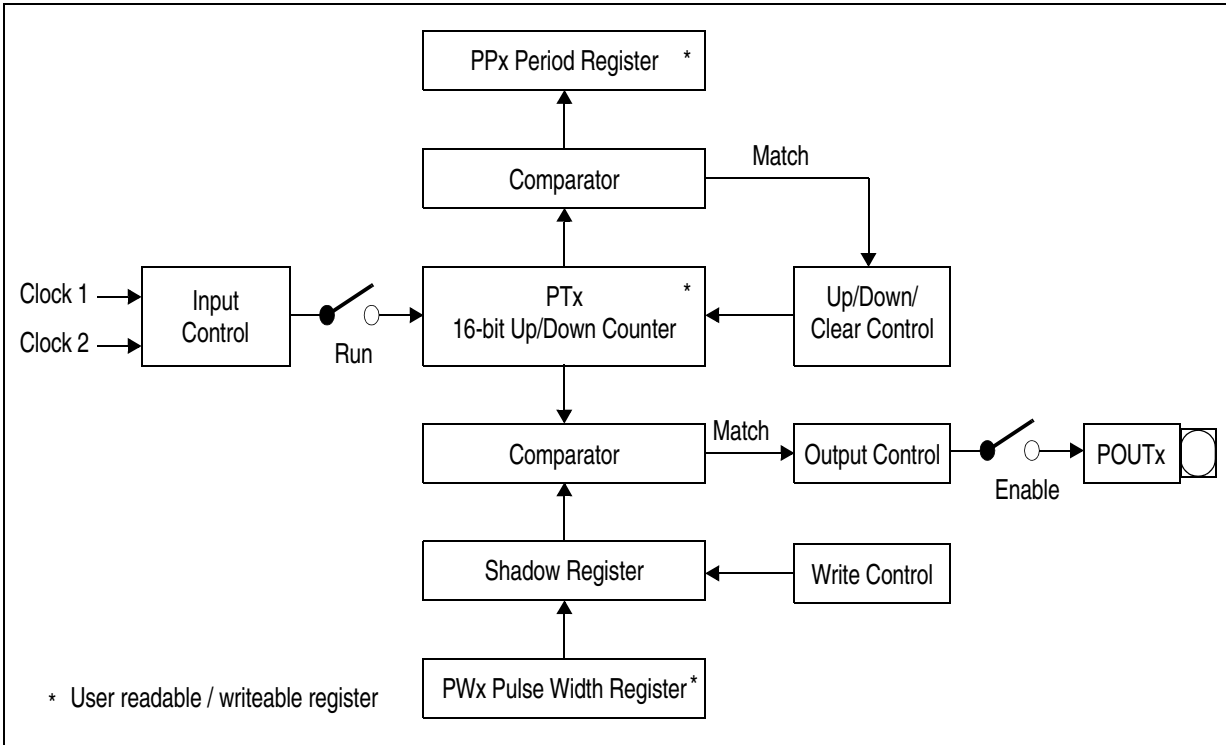 PPx Period Register *
Comparator
Match
Clock 1
Clock 2
Input
Control
Run
PTx *
16-bit Up/Down Counter
Up/Down/
Clear Control
Comparator
Match
Output Control
Enable
POUTx
Shadow Register
Write Control
PWx Pulse Width Register *
* User readable / writeable register